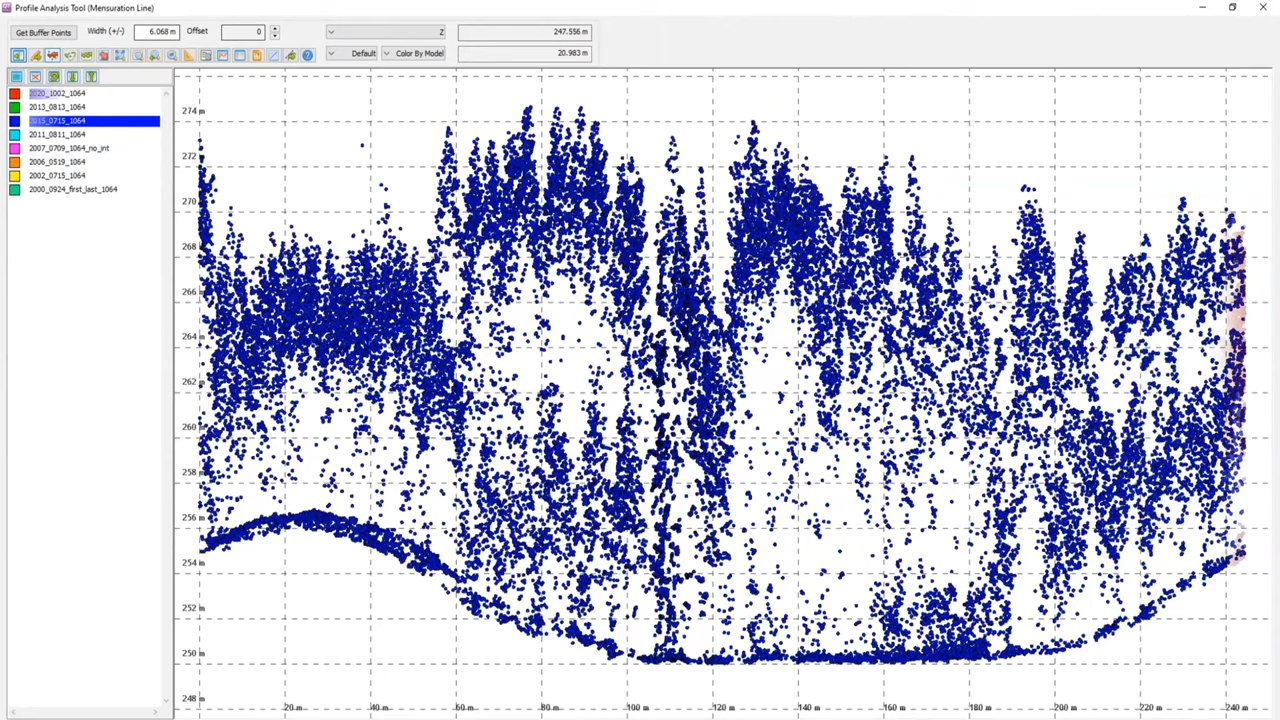 Profile Analysis Tool (Mensuration Line)
Get Buffer Points Width (+/-) 6.068 m Offset 0 Z 247.556 m
Default Color By Model 20.983 m
2020_1002_1064
2013_0813_1064
2015_0715_1064
2011_0811_1064
2007_0709_1064_no_int
2006_0519_1064
2002_0715_1064
2000_0924_first_last_1064
274 m
272 m
270 m
268 m
266 m
264 m
262 m
260 m
258 m
256 m
254 m
252 m
250 m
248 m
20 m 40 m 60 m 80 m 100 m 120 m 140 m 160 m 180 m 200 m 220 m 240 m